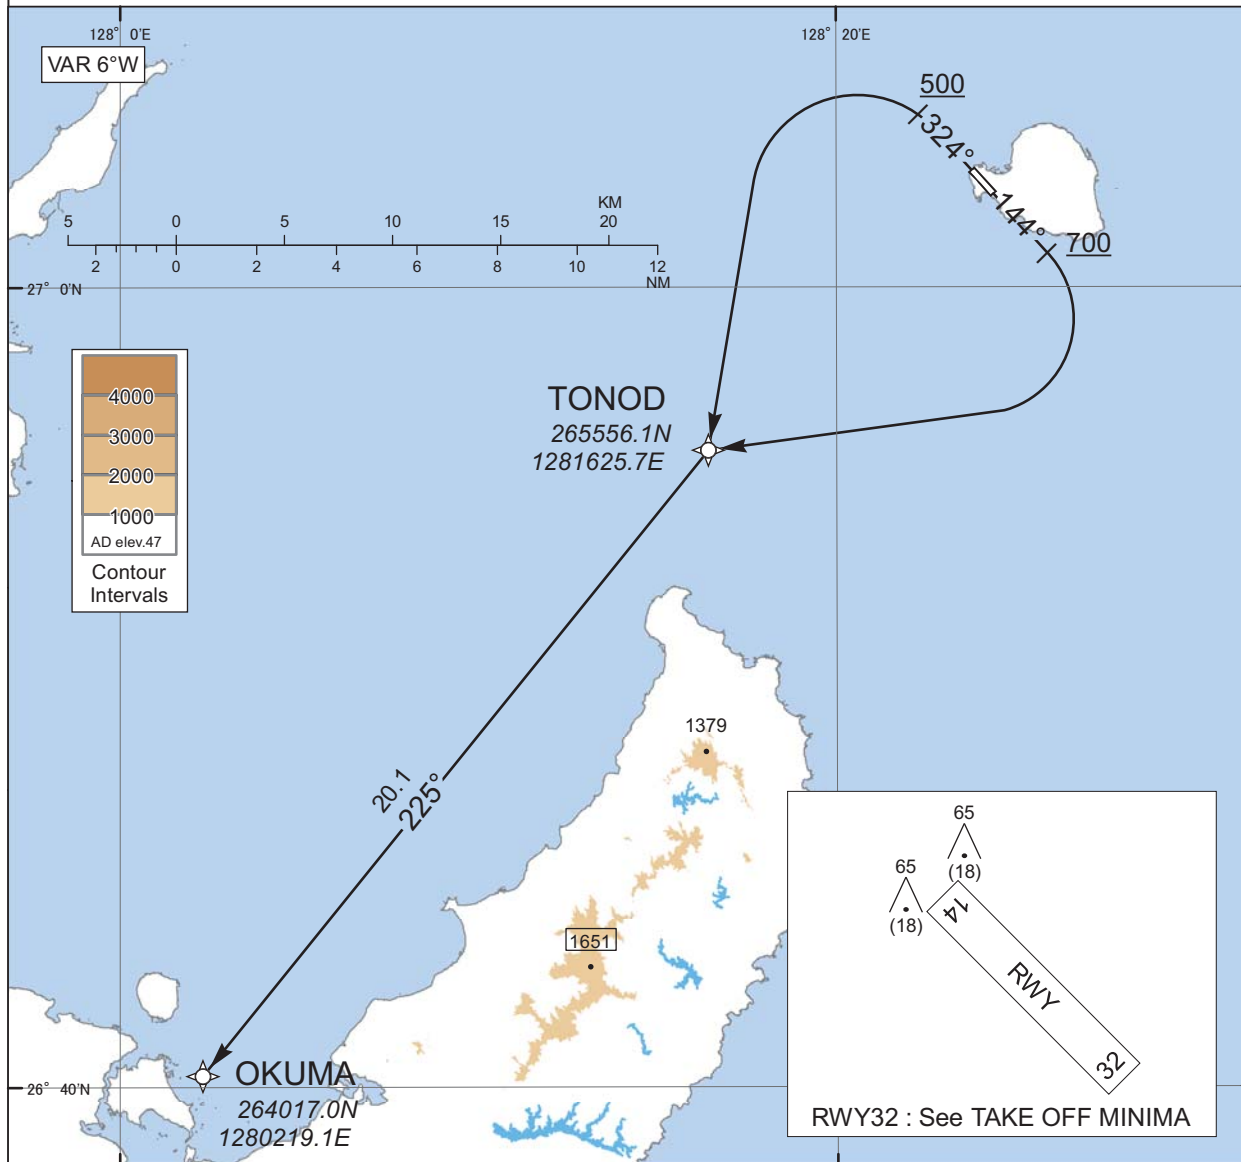 128° 0'E
128° 20'E
VAR 6°W
500
324°
144°
700
KM
5 0 5 10 15 20
2 0 2 4 6 8 10 12
NM
27° 0'N
4000
3000
2000
1000
AD elev.47
Contour
Intervals
TONOD
265556.1N
1281625.7E
20.1
225°
1379
1651
OKUMA
264017.0N
1280219.1E
26° 40'N
65
(18)
65
(18)
14
RWY
32
RWY32 : See TAKE OFF MINIMA